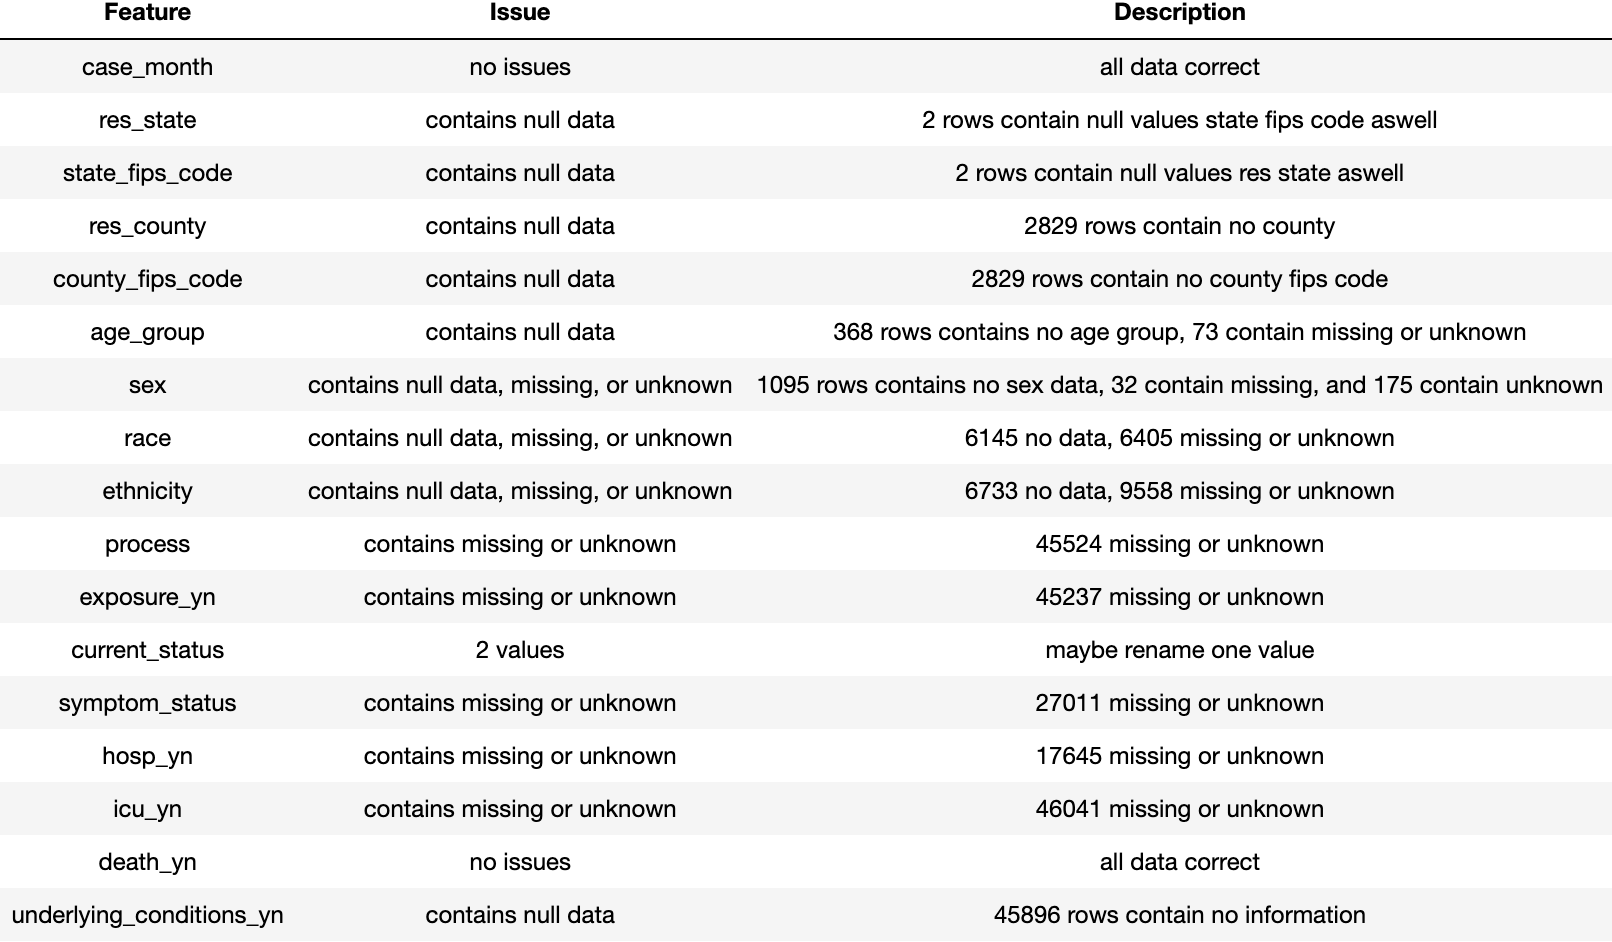 Feature Issue Description
case_month no issues all data correct
res_state contains null data 2 rows contain null values state fips code aswell
state_fips_code contains null data 2 rows contain null values res state aswell
res_county contains null data 2829 rows contain no county
county_fips_code contains null data 2829 rows contain no county fips code
age_group contains null data 368 rows contains no age group, 73 contain missing or unknown
sex contains null data, missing, or unknown 1095 rows contains no sex data, 32 contain missing, and 175 contain unknown
race contains null data, missing, or unknown 6145 no data, 6405 missing or unknown
ethnicity contains null data, missing, or unknown 6733 no data, 9558 missing or unknown
process contains missing or unknown 45524 missing or unknown
exposure_yn contains missing or unknown 45237 missing or unknown
current_status 2 values maybe rename one value
symptom_status contains missing or unknown 27011 missing or unknown
hosp_yn contains missing or unknown 17645 missing or unknown
icu_yn contains missing or unknown 46041 missing or unknown
death_yn no issues all data correct
underlying_conditions_yn contains null data 45896 rows contain no information